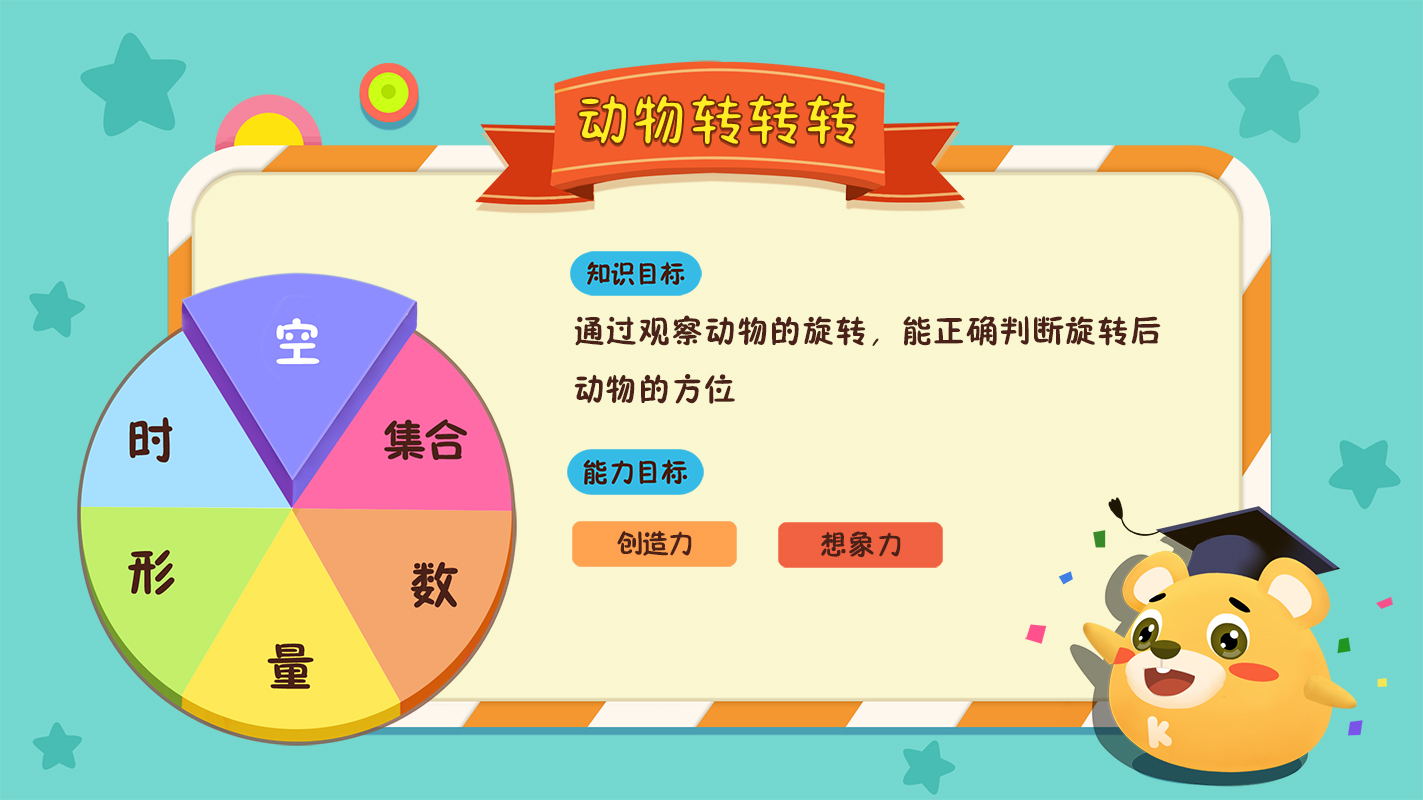 动物转转转
知识目标
通过观察动物的旋转，能正确判断旋转后
动物的方位
能力目标
创造力
想象力
空
时
集合
形
数
量
K